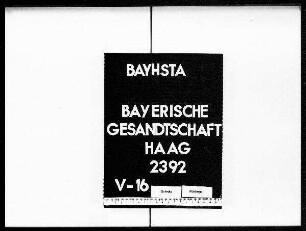 BAYHSTA
BAYERISCHE
GESANDTSCHAFT
HAAG
2392
V-16